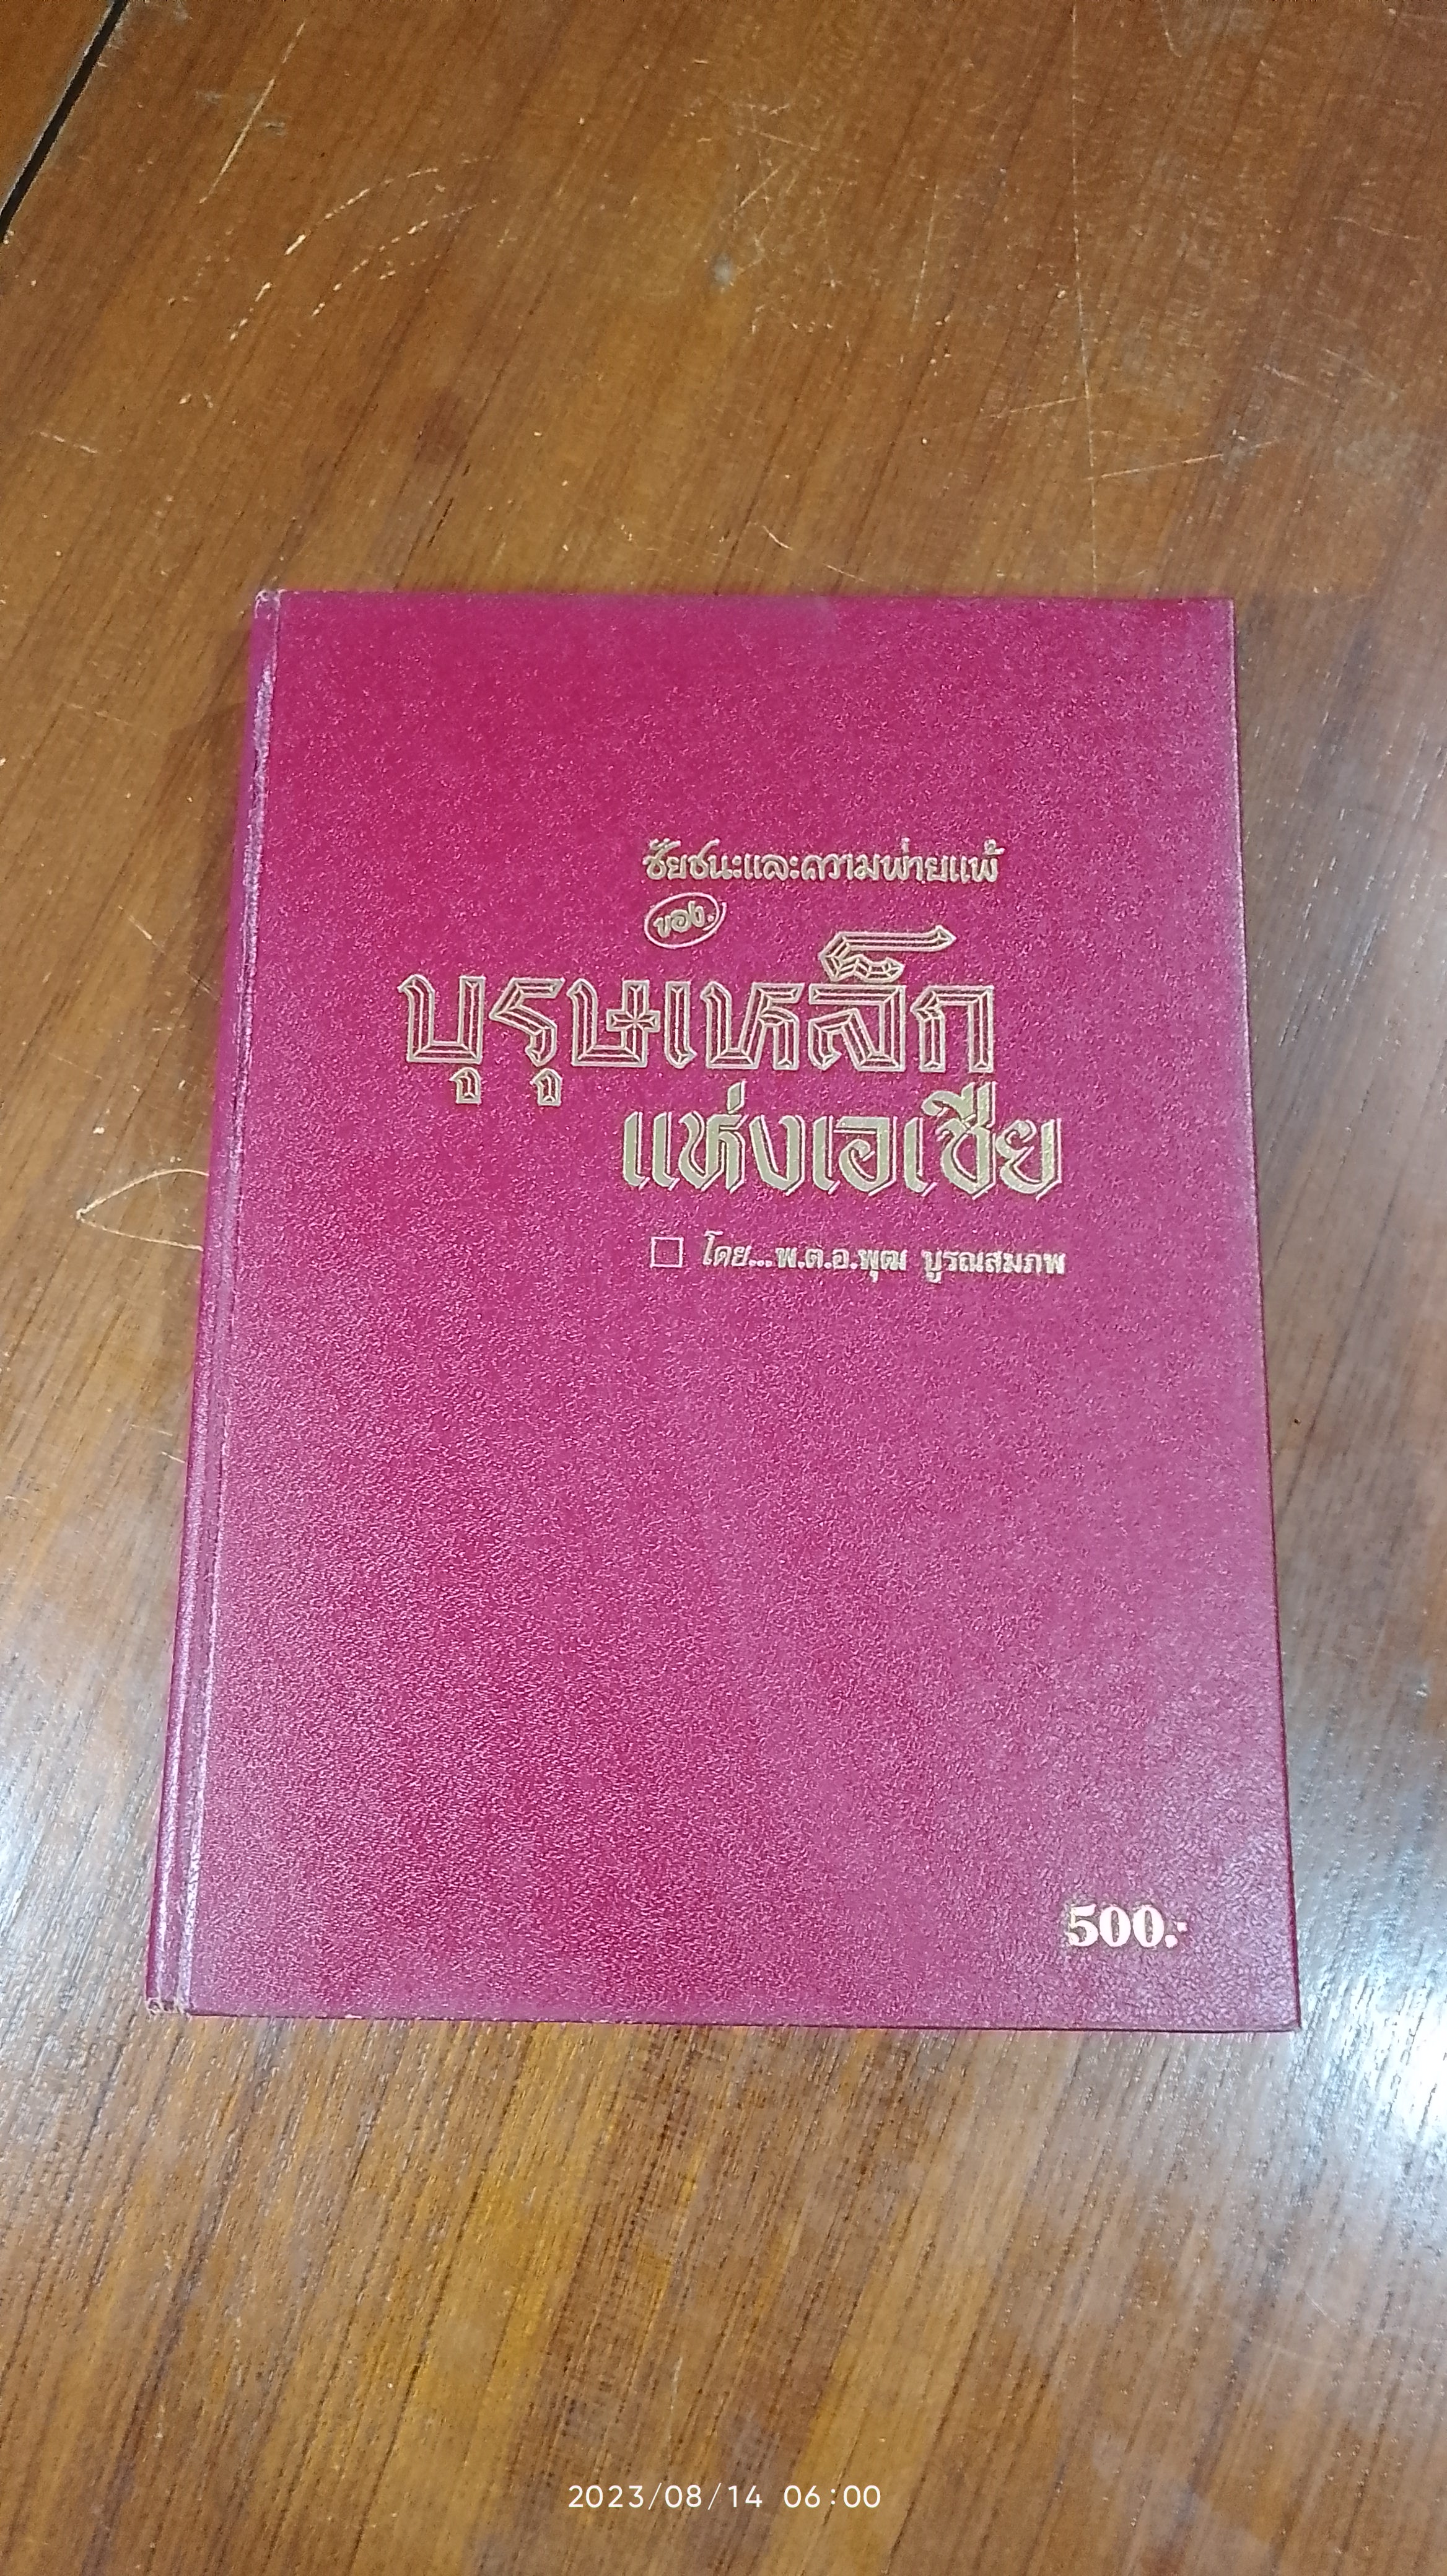 ชัยชนะและความพ่ายแพ้
ของ.
บุรุษเหล็ก
แห่งเอเซีย
โดย...พ.ต.อ.พุฒ บูรณสมภพ
500.-
2023/08/14 06:00